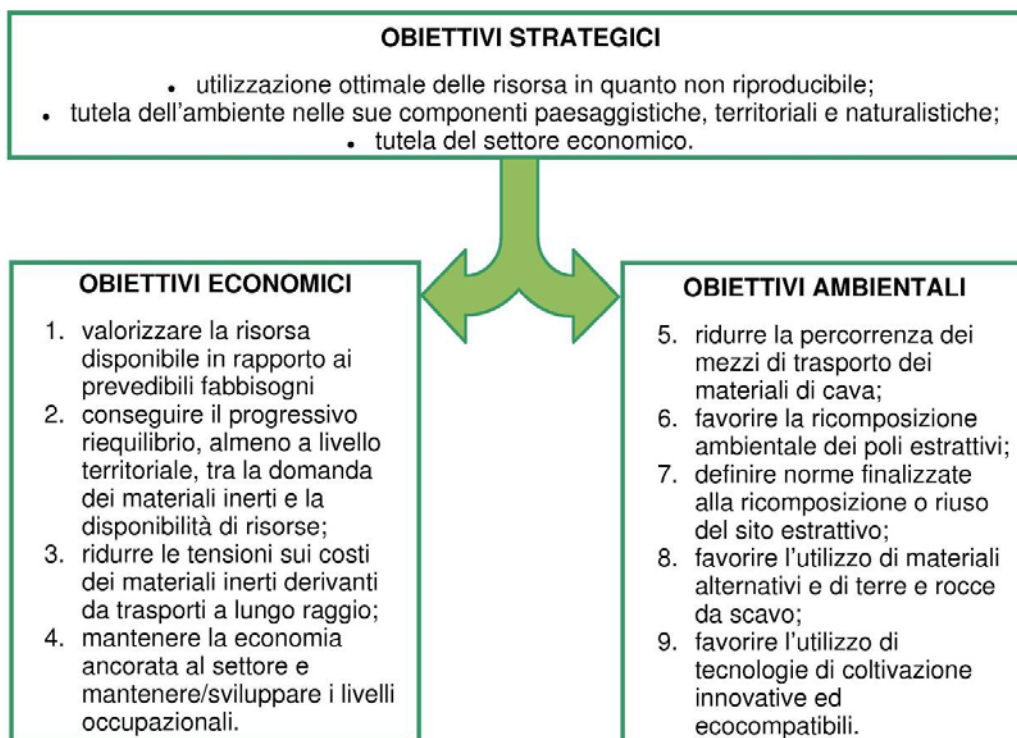 OBIETTIVI STRATEGICI
• utilizzazione ottimale delle risorsa in quanto non riproducibile;
• tutela dell'ambiente nelle sue componenti paesaggistiche, territoriali e naturalistiche;
• tutela del settore economico.
OBIETTIVI ECONOMICI
1. valorizzare la risorsa
disponibile in rapporto ai
prevedibili fabbisogni
2. conseguire il progressivo
riequilibrio, almeno a livello
territoriale, tra la domanda
dei materiali inerti e la
disponibilità di risorse;
3. ridurre le tensioni sui costi
dei materiali inerti derivanti
da trasporti a lungo raggio;
4. mantenere la economia
ancorata al settore e
mantenere/sviluppare i livelli
occupazionali.
OBIETTIVI AMBIENTALI
5. ridurre la percorrenza dei
mezzi di trasporto dei
materiali di cava;
6. favorire la ricomposizione
ambientale dei poli estrattivi;
7. definire norme finalizzate
alla ricomposizione o riuso
del sito estrattivo;
8. favorire l'utilizzo di materiali
alternativi e di terre e rocce
da scavo;
9. favorire l'utilizzo di
tecnologie di coltivazione
innovative ed
ecocompatibili.